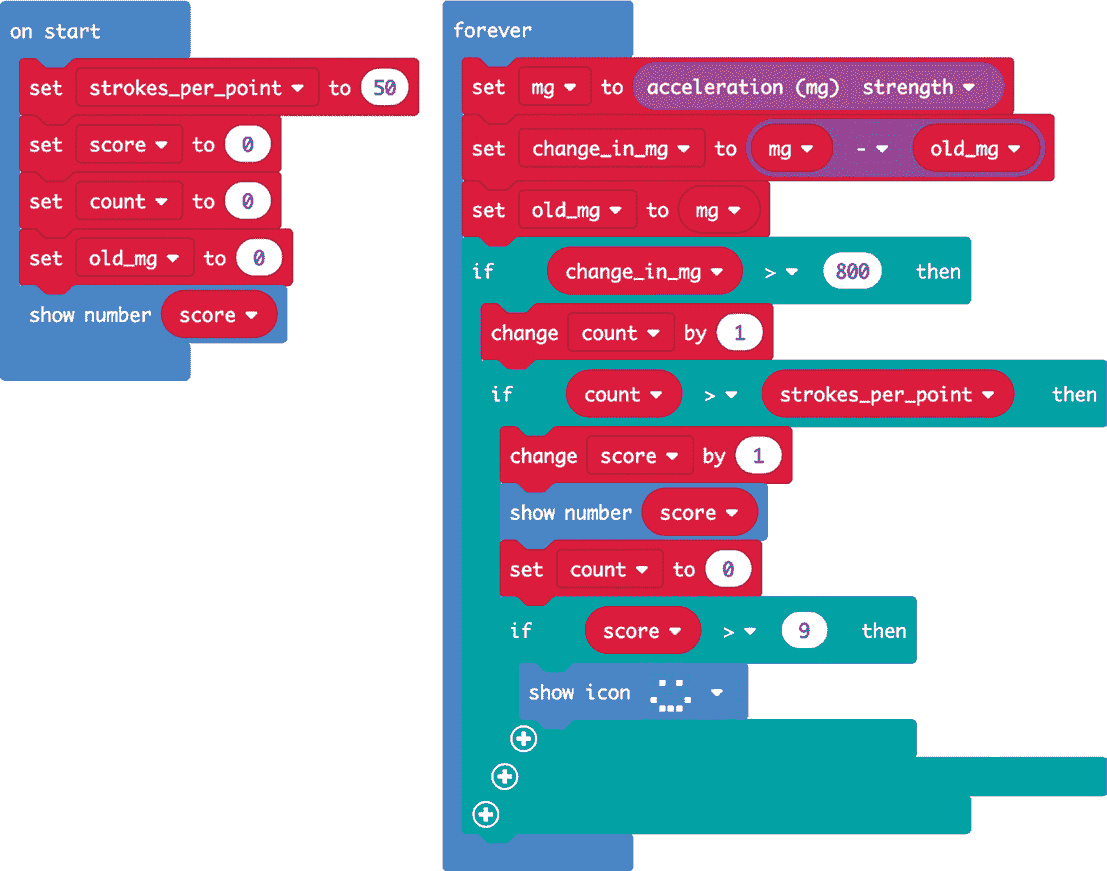 on start
set strokes_per_point to 50
set score to 0
set count to 0
set old_mg to 0
show number score
forever
set mg to acceleration (mg) strength
set change_in_mg to mg - old_mg
set old_mg to mg
if change_in_mg > 800 then
change count by 1
if count > strokes_per_point then
change score by 1
show number score
set count to 0
if score > 9 then
show icon